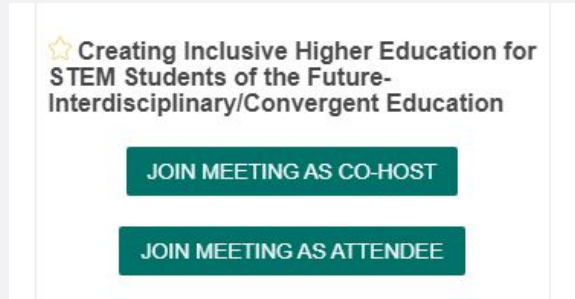 Creating Inclusive Higher Education for
STEM Students of the Future-
Interdisciplinary/Convergent Education
JOIN MEETING AS CO-HOST
JOIN MEETING AS ATTENDEE